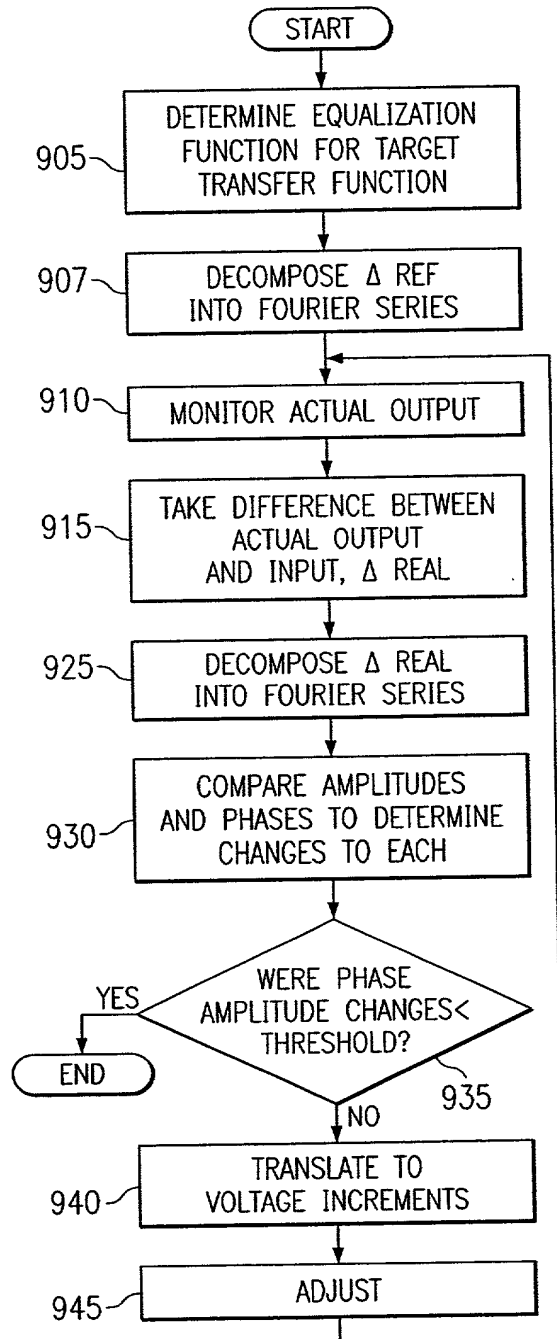 START
905
DETERMINE EQUALIZATION
FUNCTION FOR TARGET
TRANSFER FUNCTION
907
DECOMPOSE Δ REF
INTO FOURIER SERIES
910
MONITOR ACTUAL OUTPUT
915
TAKE DIFFERENCE BETWEEN
ACTUAL OUTPUT
AND INPUT, Δ REAL
925
DECOMPOSE Δ REAL
INTO FOURIER SERIES
930
COMPARE AMPLITUDES
AND PHASES TO DETERMINE
CHANGES TO EACH
WERE PHASE
AMPLITUDE CHANGES<
THRESHOLD?
YES
END
935
NO
940
TRANSLATE TO
VOLTAGE INCREMENTS
945
ADJUST